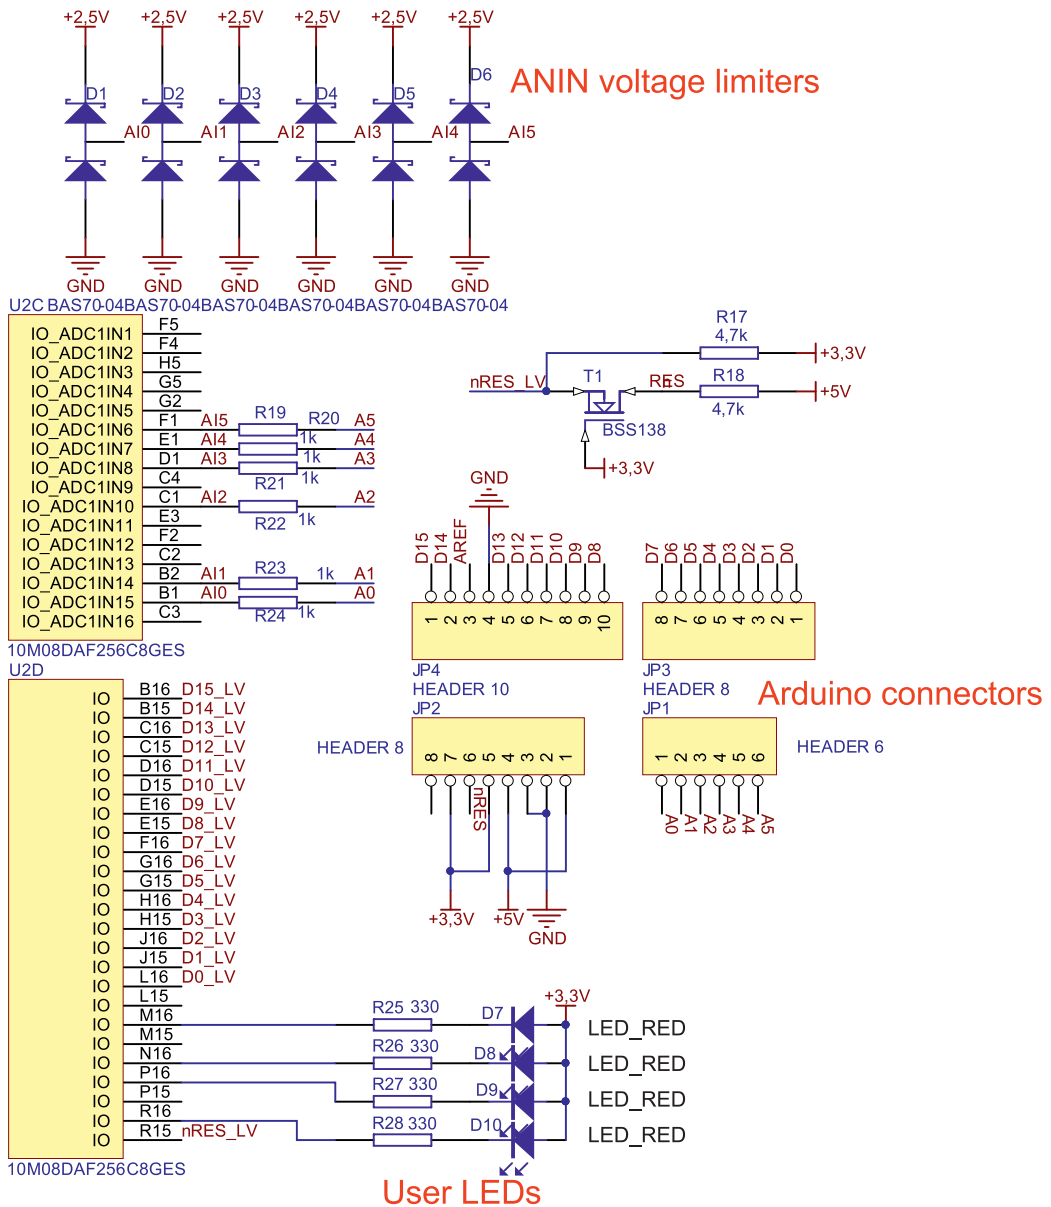 +2,5V +2,5V +2,5V +2,5V +2,5V +2,5V
D6
ANIN voltage limiters
D1 D2 D3 D4 D5
AI0 AI1 AI2 AI3 AI4 AI5
GND GND GND GND GND GND
U2C BAS70-04 BAS70-04 BAS70-04 BAS70-04 BAS70-04 BAS70-04
IO_ADC1IN1 F5
IO_ADC1IN2 F4
IO_ADC1IN3 H5
IO_ADC1IN4 G5
IO_ADC1IN5 G2
IO_ADC1IN6 F1 AI5 R19 R20 A5
IO_ADC1IN7 E1 AI4 1k A4
IO_ADC1IN8 D1 AI3 1k A3
IO_ADC1IN9 C4 R21 1k
IO_ADC1IN10 C1 AI2 A2
IO_ADC1IN11 E3 R22 1k
IO_ADC1IN12 F2
IO_ADC1IN13 C2
IO_ADC1IN14 B2 AI1 R23 1k A1
IO_ADC1IN15 B1 AI0 A0
IO_ADC1IN16 C3 R24 1k
10M08DAF256C8GES
R17
4,7k
+3,3V
nRES_LV T1 RES R18
+5V
4,7k
BSS138
+3,3V
GND
D15 D14 AREF D13 D12 D11 D10 D9 D8
1 2 3 4 5 6 7 8 9 10
JP4
HEADER 10
D7 D6 D5 D4 D3 D2 D1 D0
8 7 6 5 4 3 2 1
JP3
HEADER 8
Arduino connectors
JP2
HEADER 8
8 7 6 5 4 3 2 1
nRES
+3,3V +5V
GND
JP1
HEADER 6
1 2 3 4 5 6
A0 A1 A2 A3 A4 A5
U2D
IO B16 D15_LV
IO B15 D14_LV
IO C16 D13_LV
IO C15 D12_LV
IO D16 D11_LV
IO D15 D10_LV
IO E16 D9_LV
IO E15 D8_LV
IO F16 D7_LV
IO G16 D6_LV
IO G15 D5_LV
IO H16 D4_LV
IO H15 D3_LV
IO J16 D2_LV
IO J15 D1_LV
IO L16 D0_LV
IO L15
IO M16
IO M15
IO N16
IO P16
IO P15
IO R16
IO R15 nRES_LV
10M08DAF256C8GES
+3,3V
R25 330 D7 LED_RED
R26 330 D8 LED_RED
R27 330 D9 LED_RED
R28 330 D10 LED_RED
User LEDs